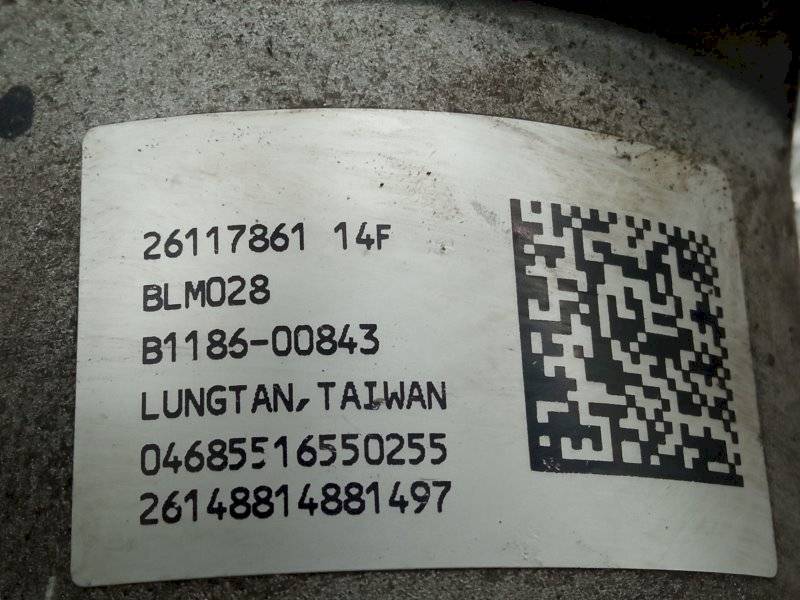 26117861 14F
BLM028
B1186-00843
LUNGTAN, TAIWAN
04685516550255
26148814881497